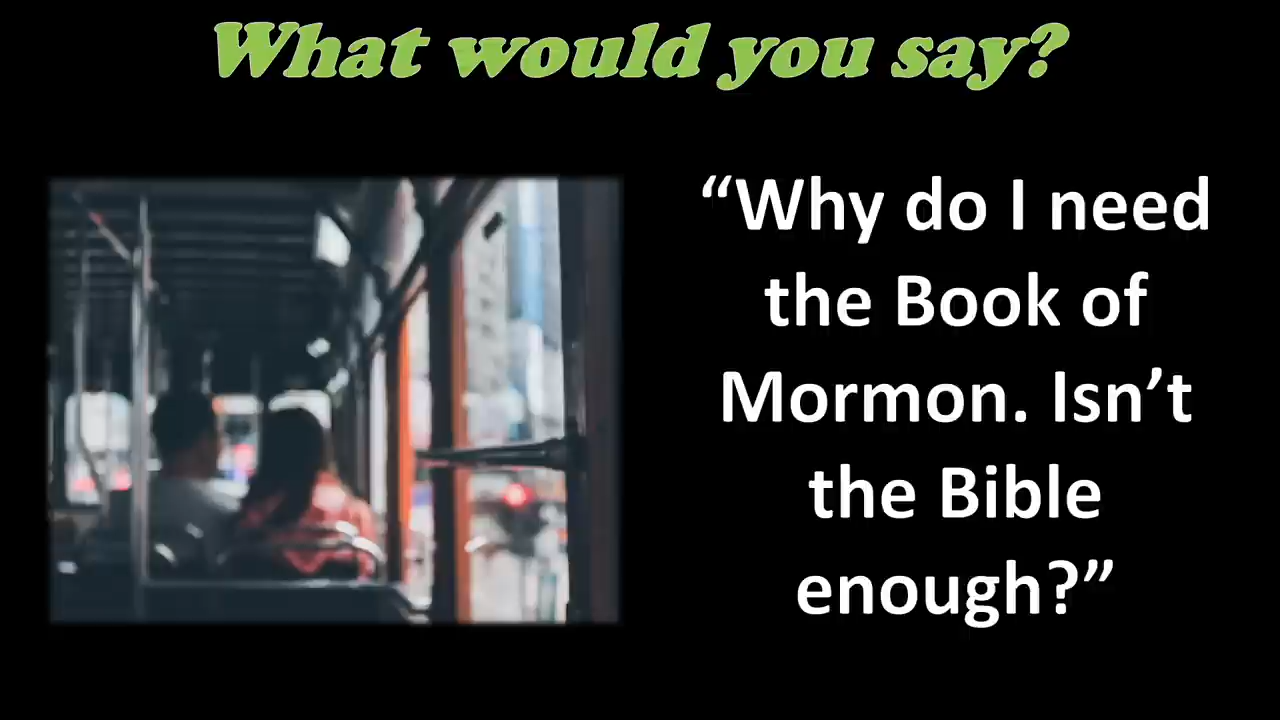 What would you say?
“Why do I need
the Book of
Mormon. Isn’t
the Bible
enough?”